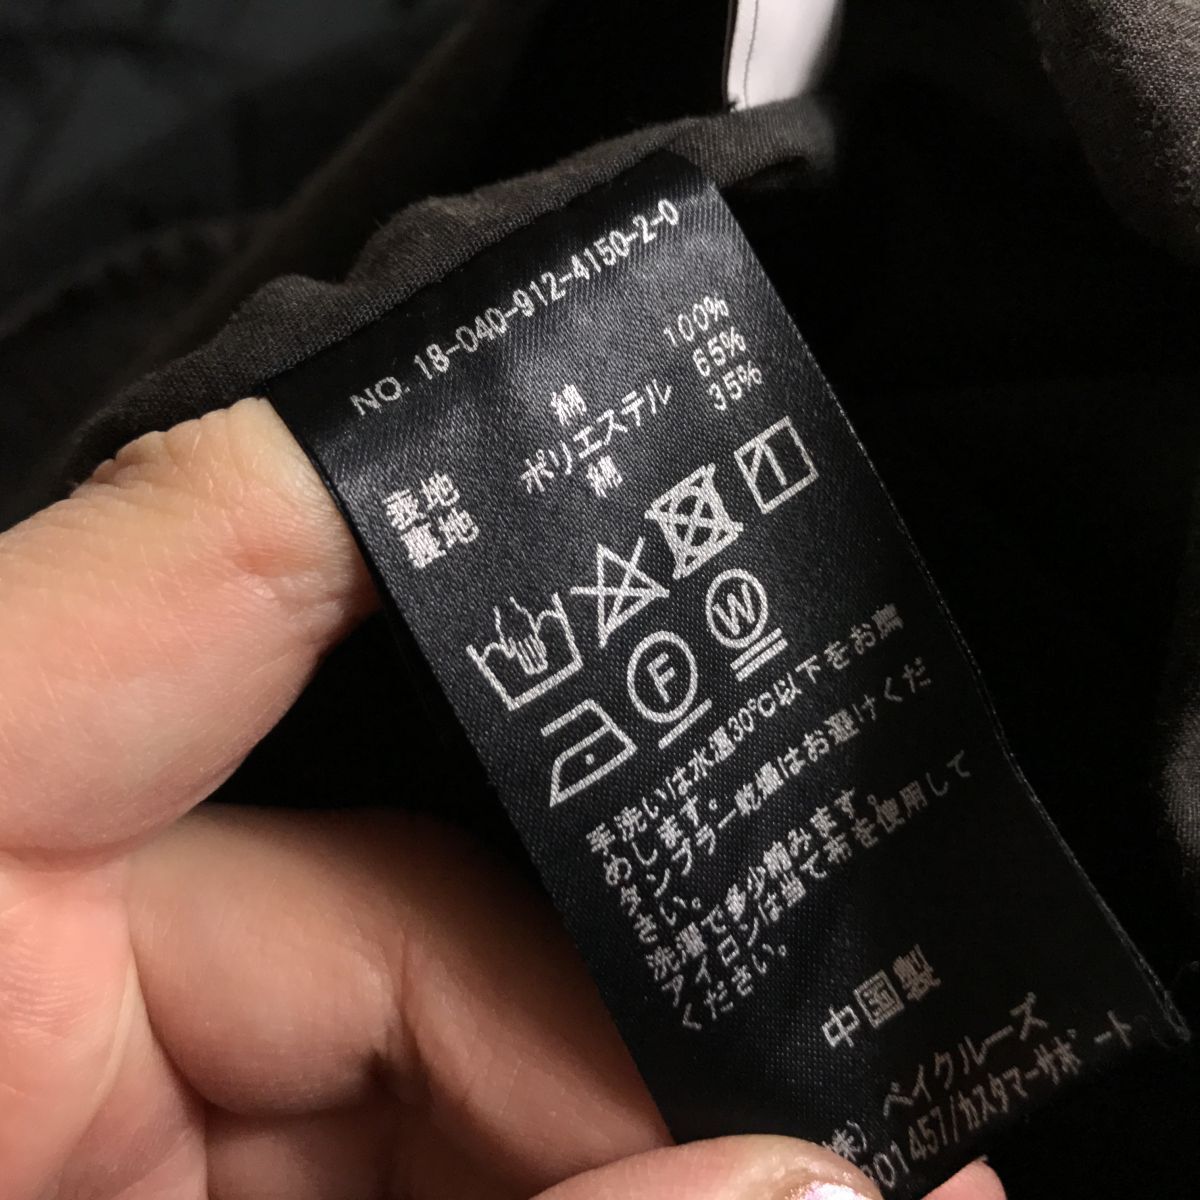 NO. 18-040-912-4150-2-0
表地 綿 100%
裏地 ポリエステル 65%
綿 35%
F W
手洗いは水温30℃以下をお薦
めします。
タンブラー乾燥はお避けくだ
さい。
洗濯で多少縮みます。
アイロンは当て布を使用して
ください。
中国製
(株) ベイクルーズ
001457/カスタマーサポート